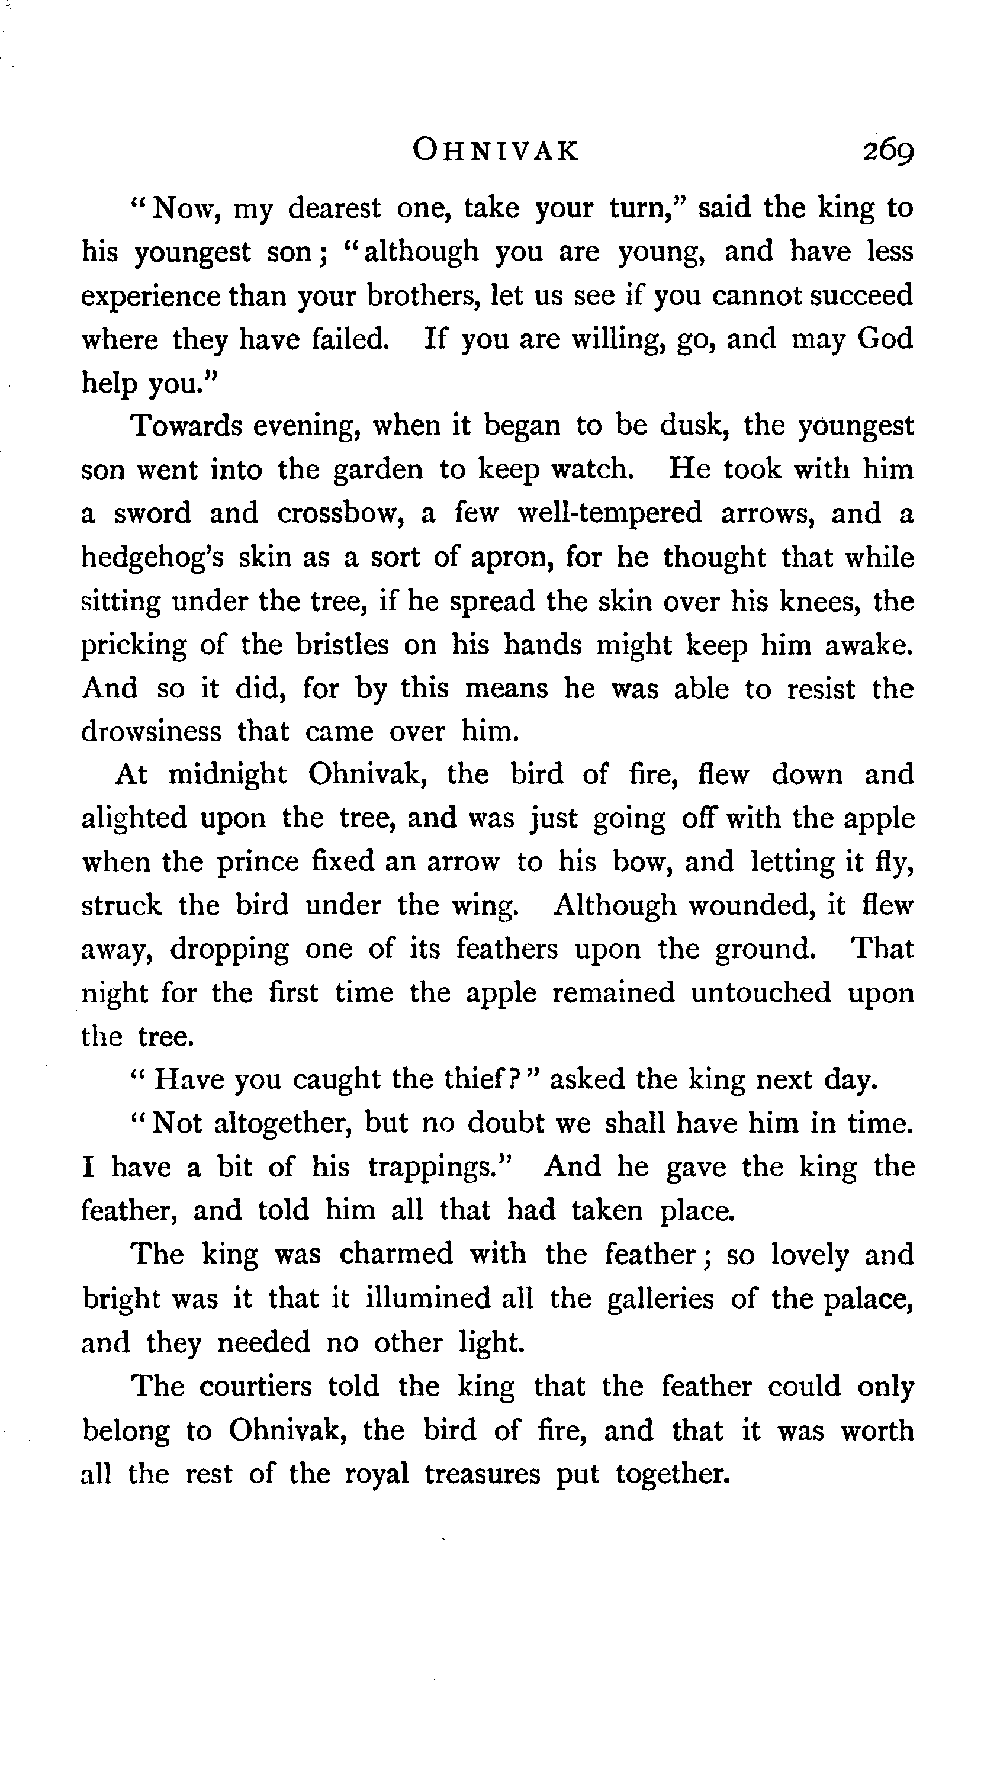 OHNIVAK 269
"Now, my dearest one, take your turn," said the king to
his youngest son; "although you are young, and have less
experience than your brothers, let us see if you cannot succeed
where they have failed. If you are willing, go, and may God
help you."
Towards evening, when it began to be dusk, the youngest
son went into the garden to keep watch. He took with him
a sword and crossbow, a few well-tempered arrows, and a
hedgehog's skin as a sort of apron, for he thought that while
sitting under the tree, if he spread the skin over his knees, the
pricking of the bristles on his hands might keep him awake.
And so it did, for by this means he was able to resist the
drowsiness that came over him.
At midnight Ohnivak, the bird of fire, flew down and
alighted upon the tree, and was just going off with the apple
when the prince fixed an arrow to his bow, and letting it fly,
struck the bird under the wing. Although wounded, it flew
away, dropping one of its feathers upon the ground. That
night for the first time the apple remained untouched upon
the tree.
"Have you caught the thief?" asked the king next day.
"Not altogether, but no doubt we shall have him in time.
I have a bit of his trappings." And he gave the king the
feather, and told him all that had taken place.
The king was charmed with the feather; so lovely and
bright was it that it illumined all the galleries of the palace,
and they needed no other light.
The courtiers told the king that the feather could only
belong to Ohnivak, the bird of fire, and that it was worth
all the rest of the royal treasures put together.